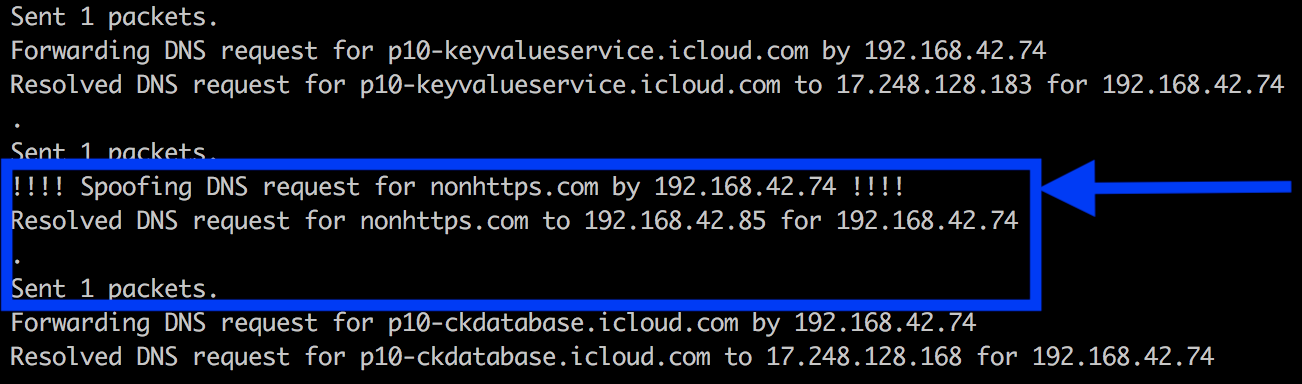 Sent 1 packets.
Forwarding DNS request for p10-keyvalueservice.icloud.com by 192.168.42.74
Resolved DNS request for p10-keyvalueservice.icloud.com to 17.248.128.183 for 192.168.42.74
.
Sent 1 packets.
!!!! Spoofing DNS request for nonhttps.com by 192.168.42.74 !!!!
Resolved DNS request for nonhttps.com to 192.168.42.85 for 192.168.42.74
.
Sent 1 packets.
Forwarding DNS request for p10-ckdatabase.icloud.com by 192.168.42.74
Resolved DNS request for p10-ckdatabase.icloud.com to 17.248.128.168 for 192.168.42.74